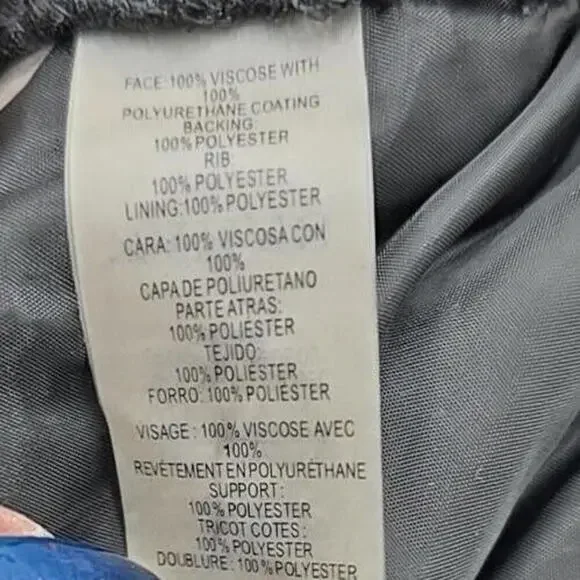 FACE: 100% VISCOSE WITH
100%
POLYURETHANE COATING
BACKING:
100% POLYESTER
RIB:
100% POLYESTER
LINING: 100% POLYESTER
CARA: 100% VISCOSA CON
100%
CAPA DE POLIURETANO
PARTE ATRAS:
100% POLIESTER
TEJIDO:
100% POLIESTER
FORRO: 100% POLIESTER
VISAGE : 100% VISCOSE AVEC
100%
REVÊTEMENT EN POLYURÉTHANE
SUPPORT :
100% POLYESTER
TRICOT COTES :
100% POLYESTER
DOUBLURE : 100% POLYESTER